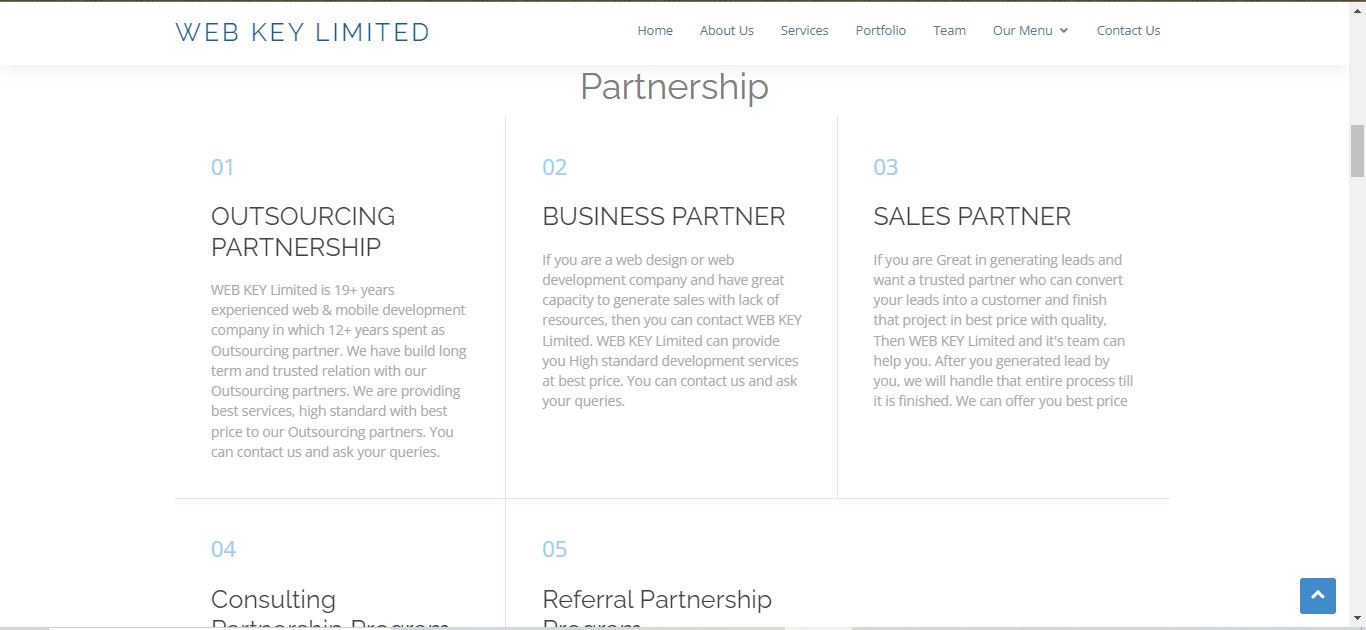 WEB KEY LIMITED
Home About Us Services Portfolio Team Our Menu Contact Us
Partnership
01
OUTSOURCING
PARTNERSHIP
WEB KEY Limited is 19+ years
experienced web & mobile development
company in which 12+ years spent as
Outsourcing partner. We have build long
term and trusted relation with our
Outsourcing partners. We are providing
best services, high standard with best
price to our Outsourcing partners. You
can contact us and ask your queries.
02
BUSINESS PARTNER
If you are a web design or web
development company and have great
capacity to generate sales with lack of
resources, then you can contact WEB KEY
Limited. WEB KEY Limited can provide
you High standard development services
at best price. You can contact us and ask
your queries.
03
SALES PARTNER
If you are Great in generating leads and
want a trusted partner who can convert
your leads into a customer and finish
that project in best price with quality,
Then WEB KEY Limited and it's team can
help you. After you generated lead by
you, we will handle that entire process till
it is finished. We can offer you best price
04
Consulting
Partnership Program
05
Referral Partnership
Program